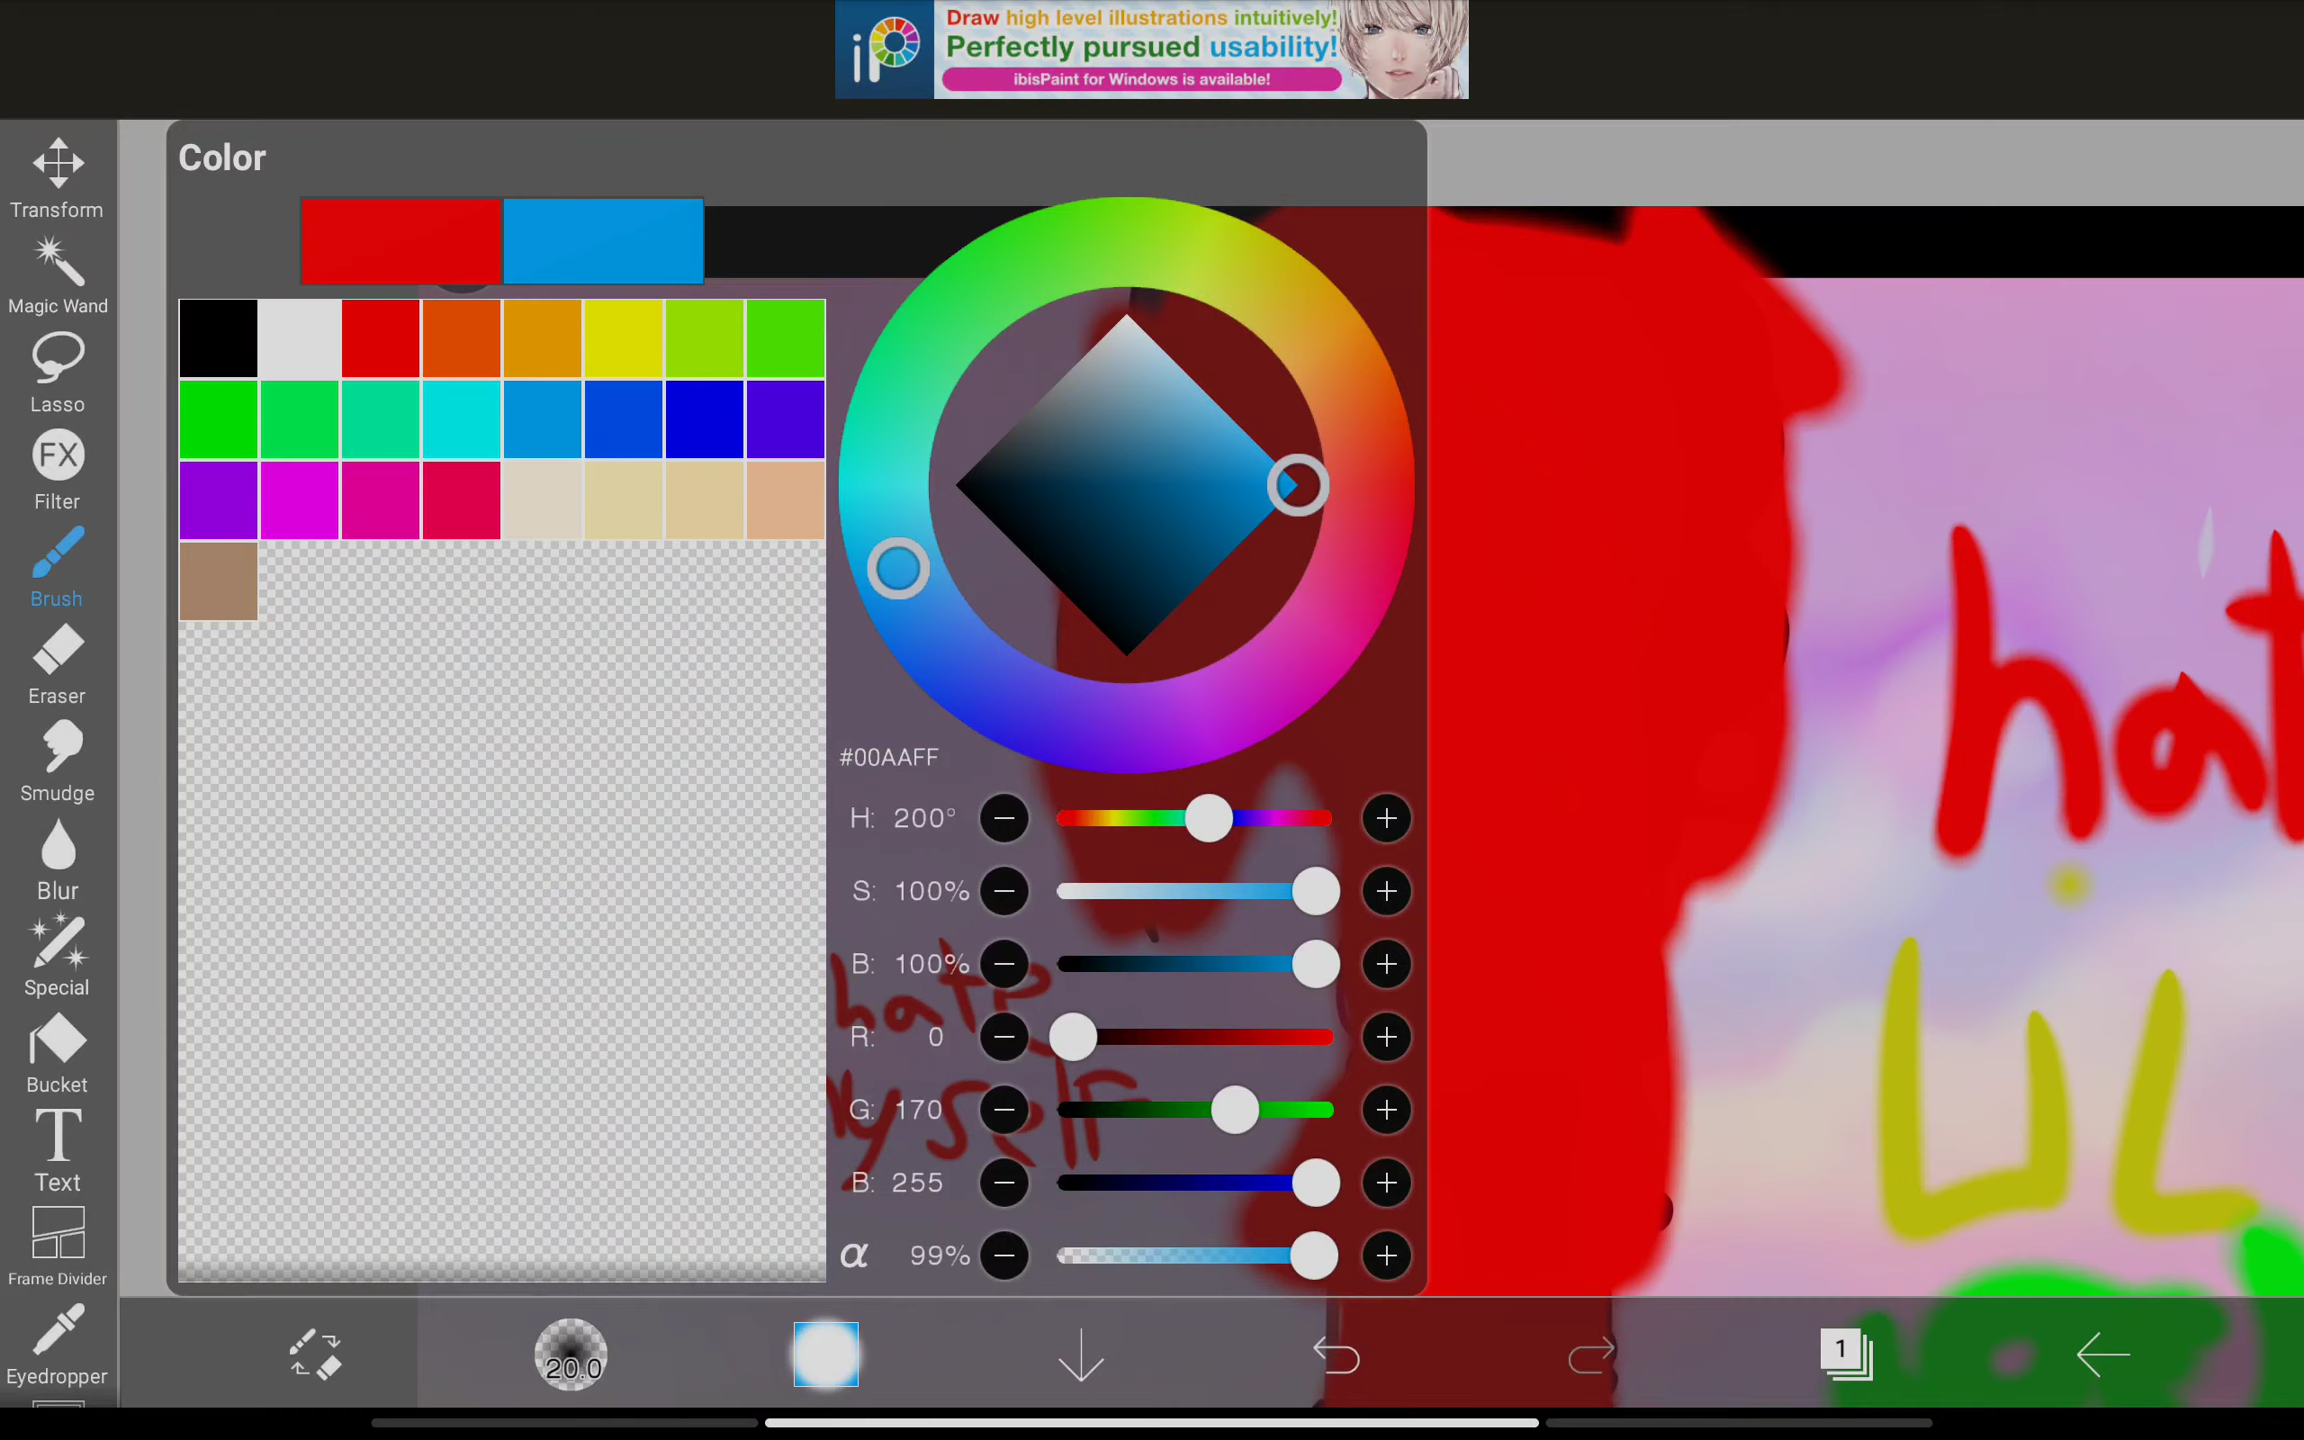 iP
Draw high level illustrations intuitively!
Perfectly pursued usability!
ibisPaint for Windows is available!
Color
Transform
Magic Wand
Lasso
FX
Filter
Brush
Eraser
Smudge
Blur
Special
Bucket
T
Text
Frame Divider
Eyedropper
#00AAFF
H: 200°
S: 100%
B: 100%
R: 0
G: 170
B: 255
α 99%
hate
Myself
hat
20.0
1